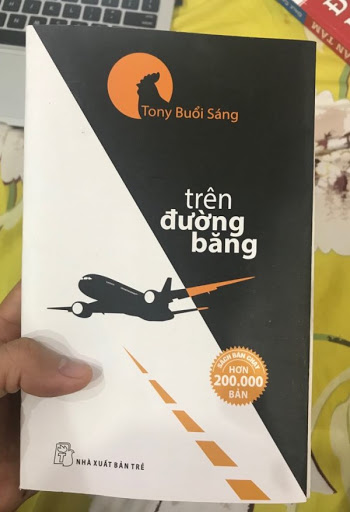 Tony Buổi Sáng
trên
đường
băng
SÁCH BÁN CHẠY
HƠN
200.000
BẢN
NHÀ XUẤT BẢN TRẺ